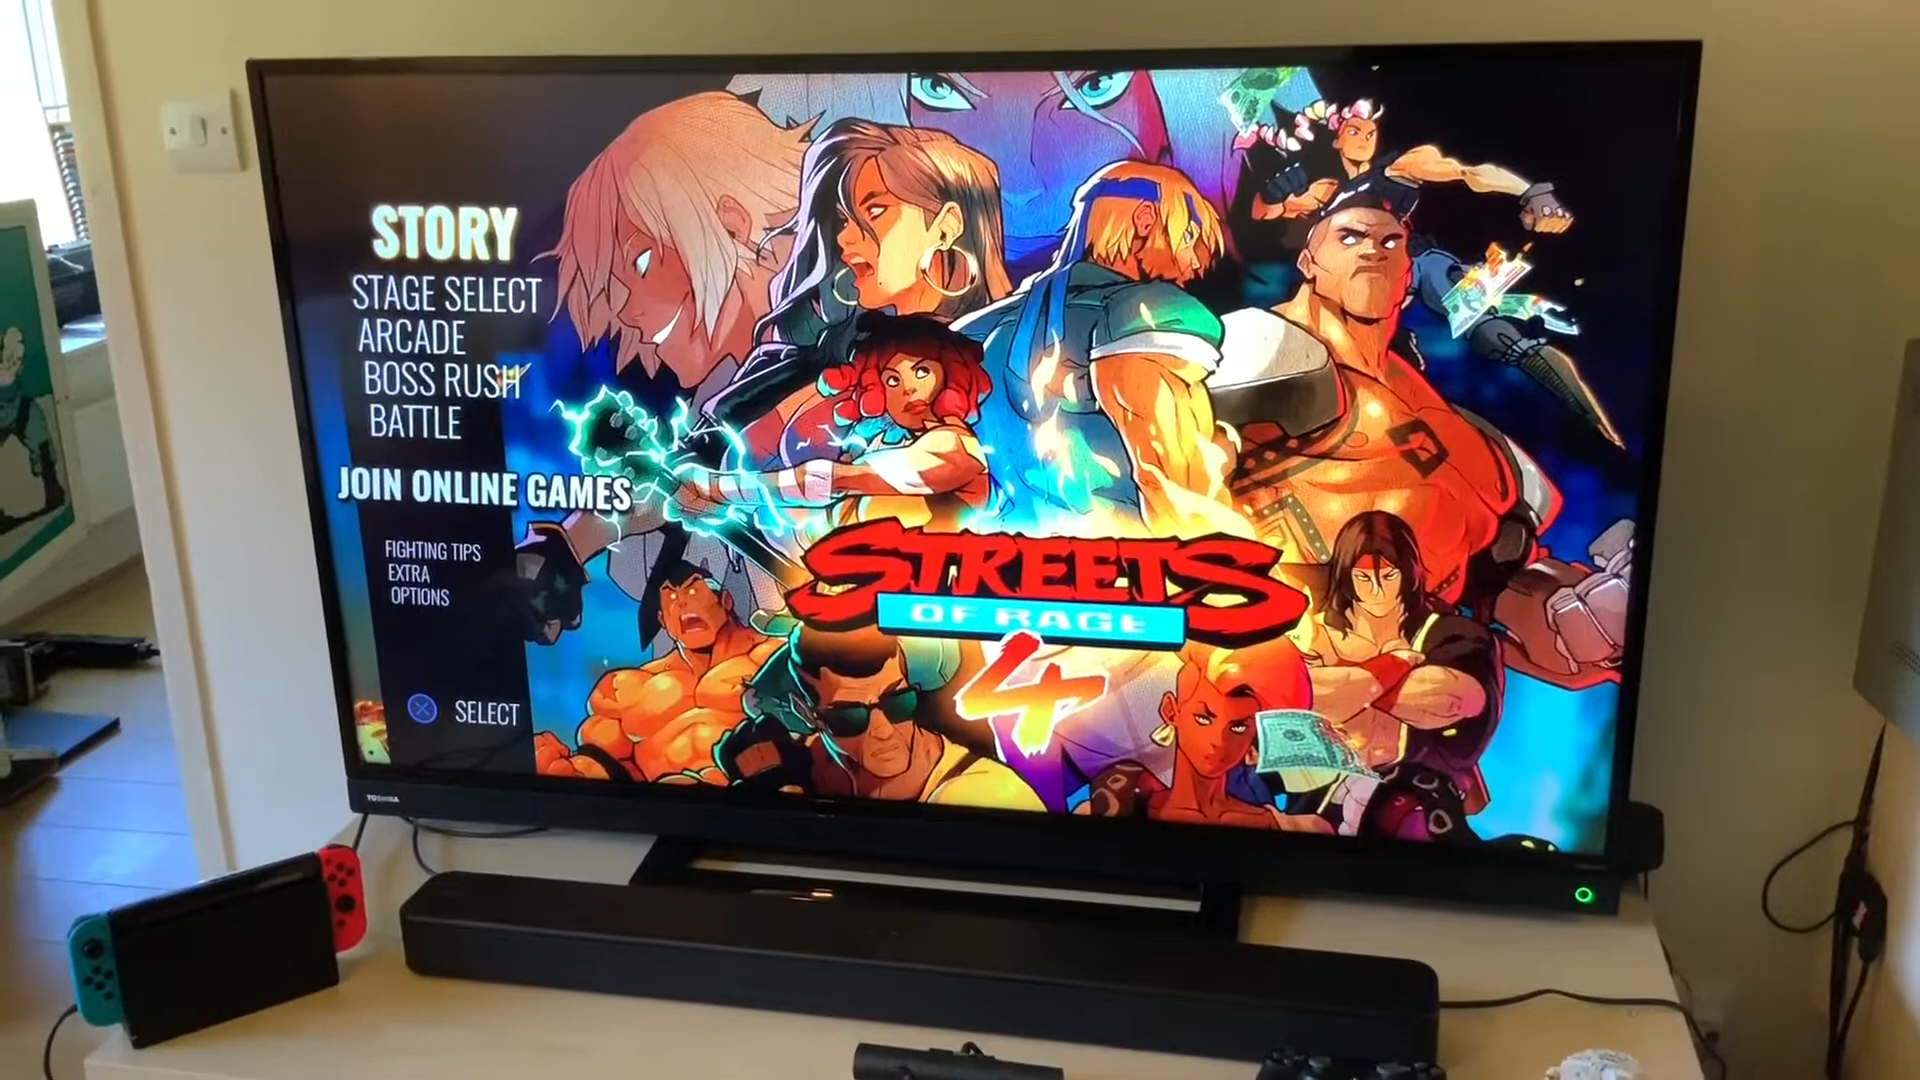 STORY
STAGE SELECT
ARCADE
BOSS RUSH
BATTLE
JOIN ONLINE GAMES
FIGHTING TIPS
EXTRA
OPTIONS
SELECT
STREETS
OF RAGE
4
TOSHIBA